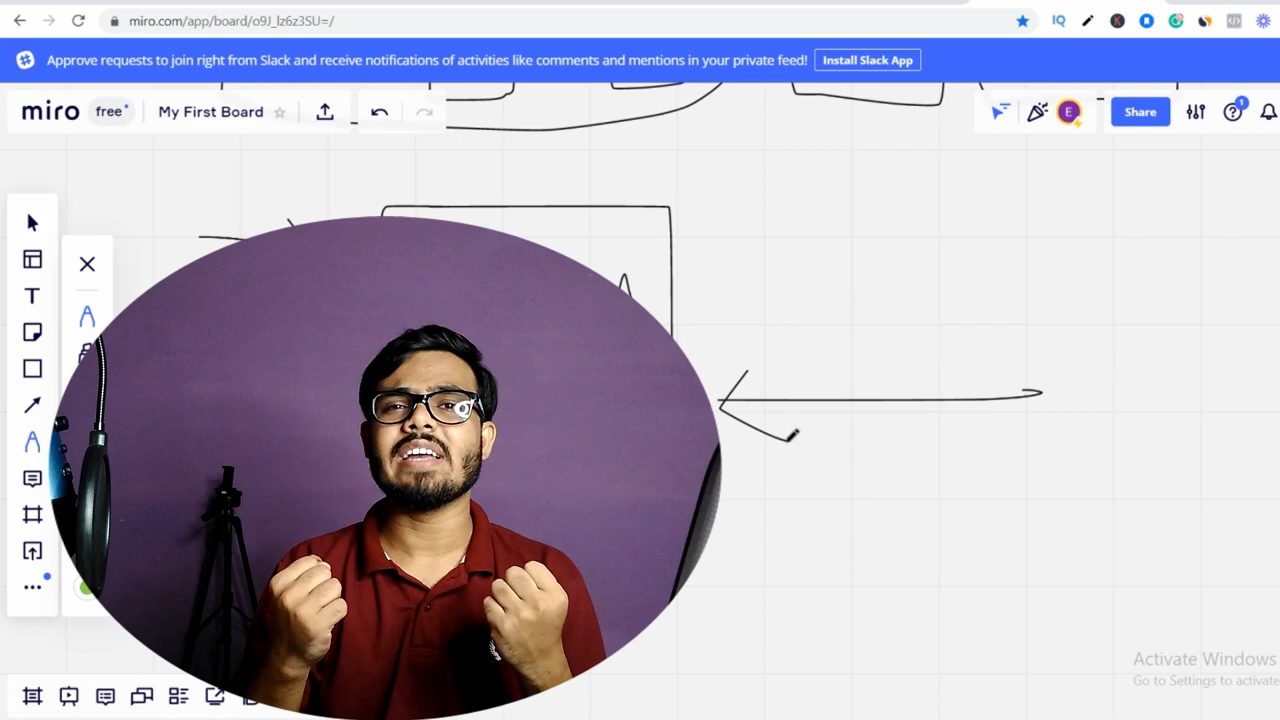 miro.com/app/board/o9J_lz6z3SU=/
IQ
K
Approve requests to join right from Slack and receive notifications of activities like comments and mentions in your private feed! Install Slack App
miro free My First Board
E
Share
1
T
Activate Windows
Go to Settings to activate